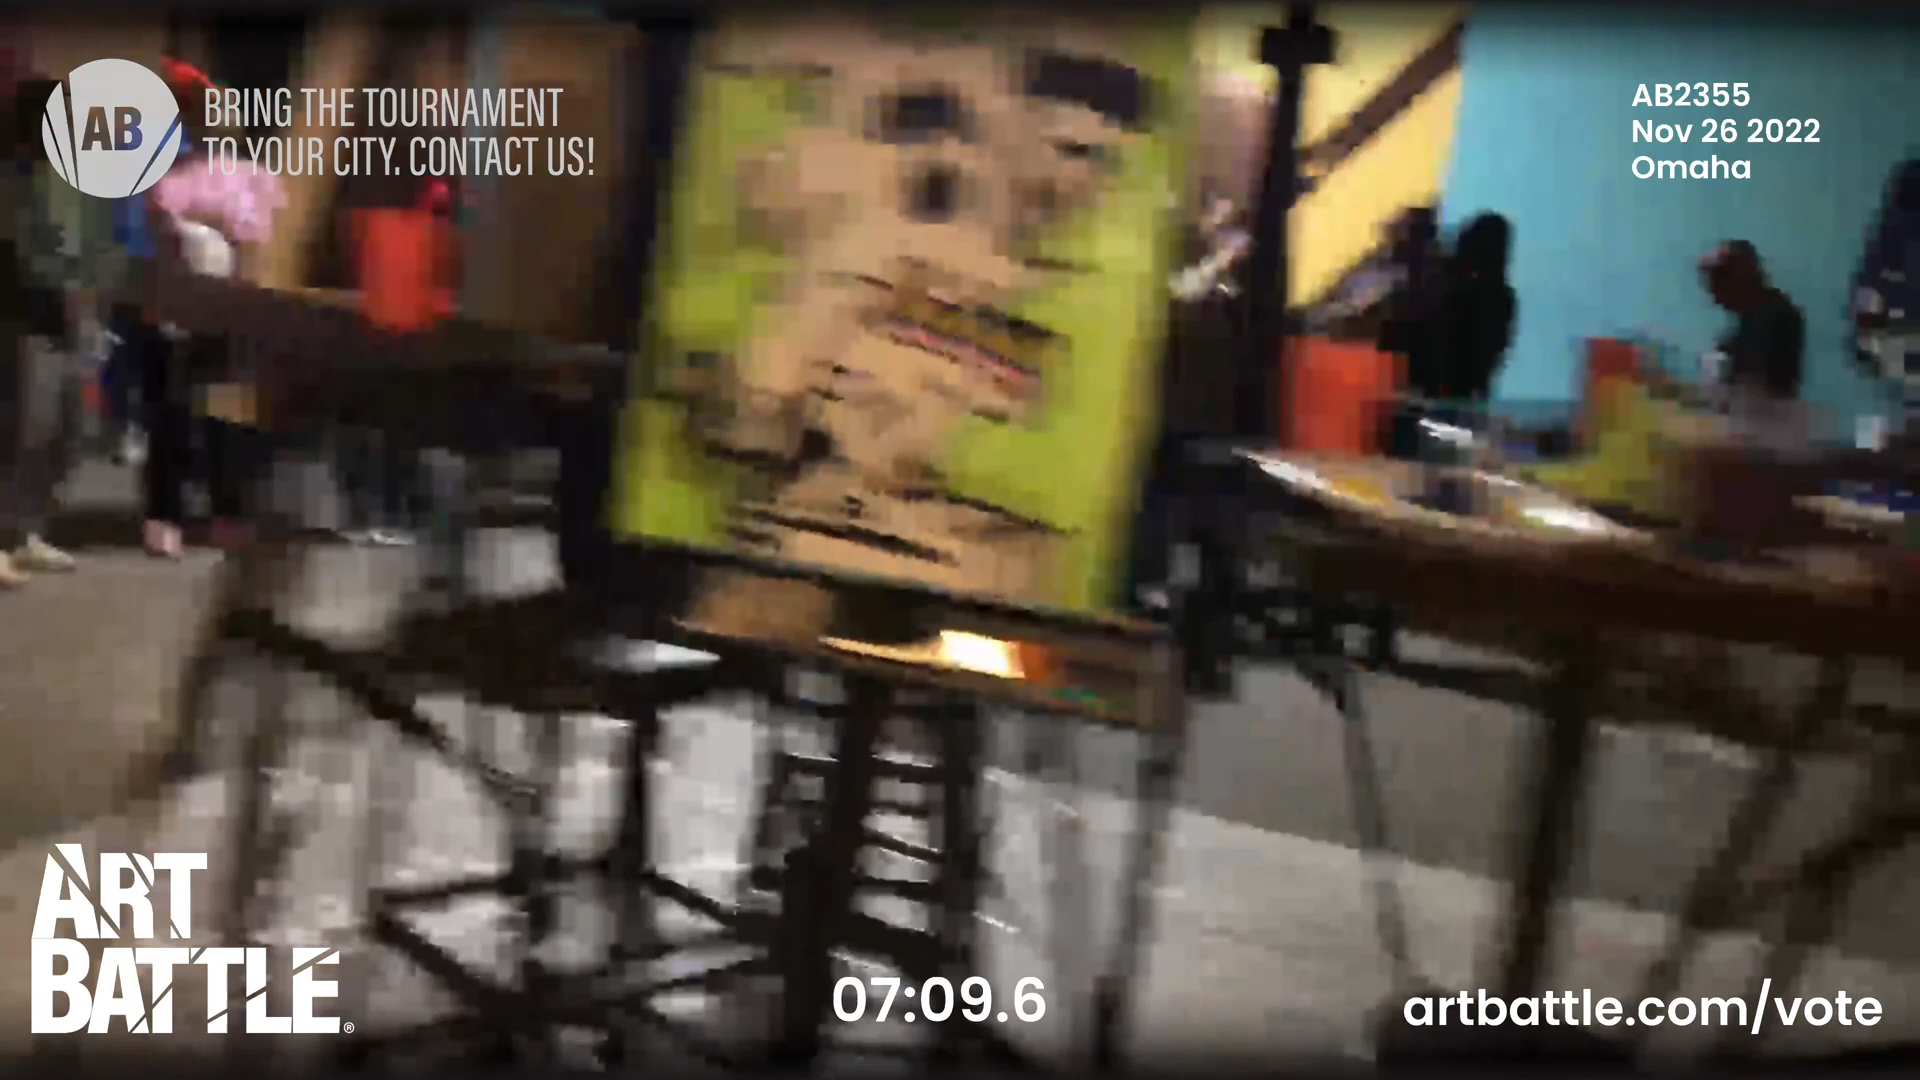 AB
BRING THE TOURNAMENT
TO YOUR CITY. CONTACT US!
AB2355
Nov 26 2022
Omaha
ART
BATTLE®
07:09.6
artbattle.com/vote